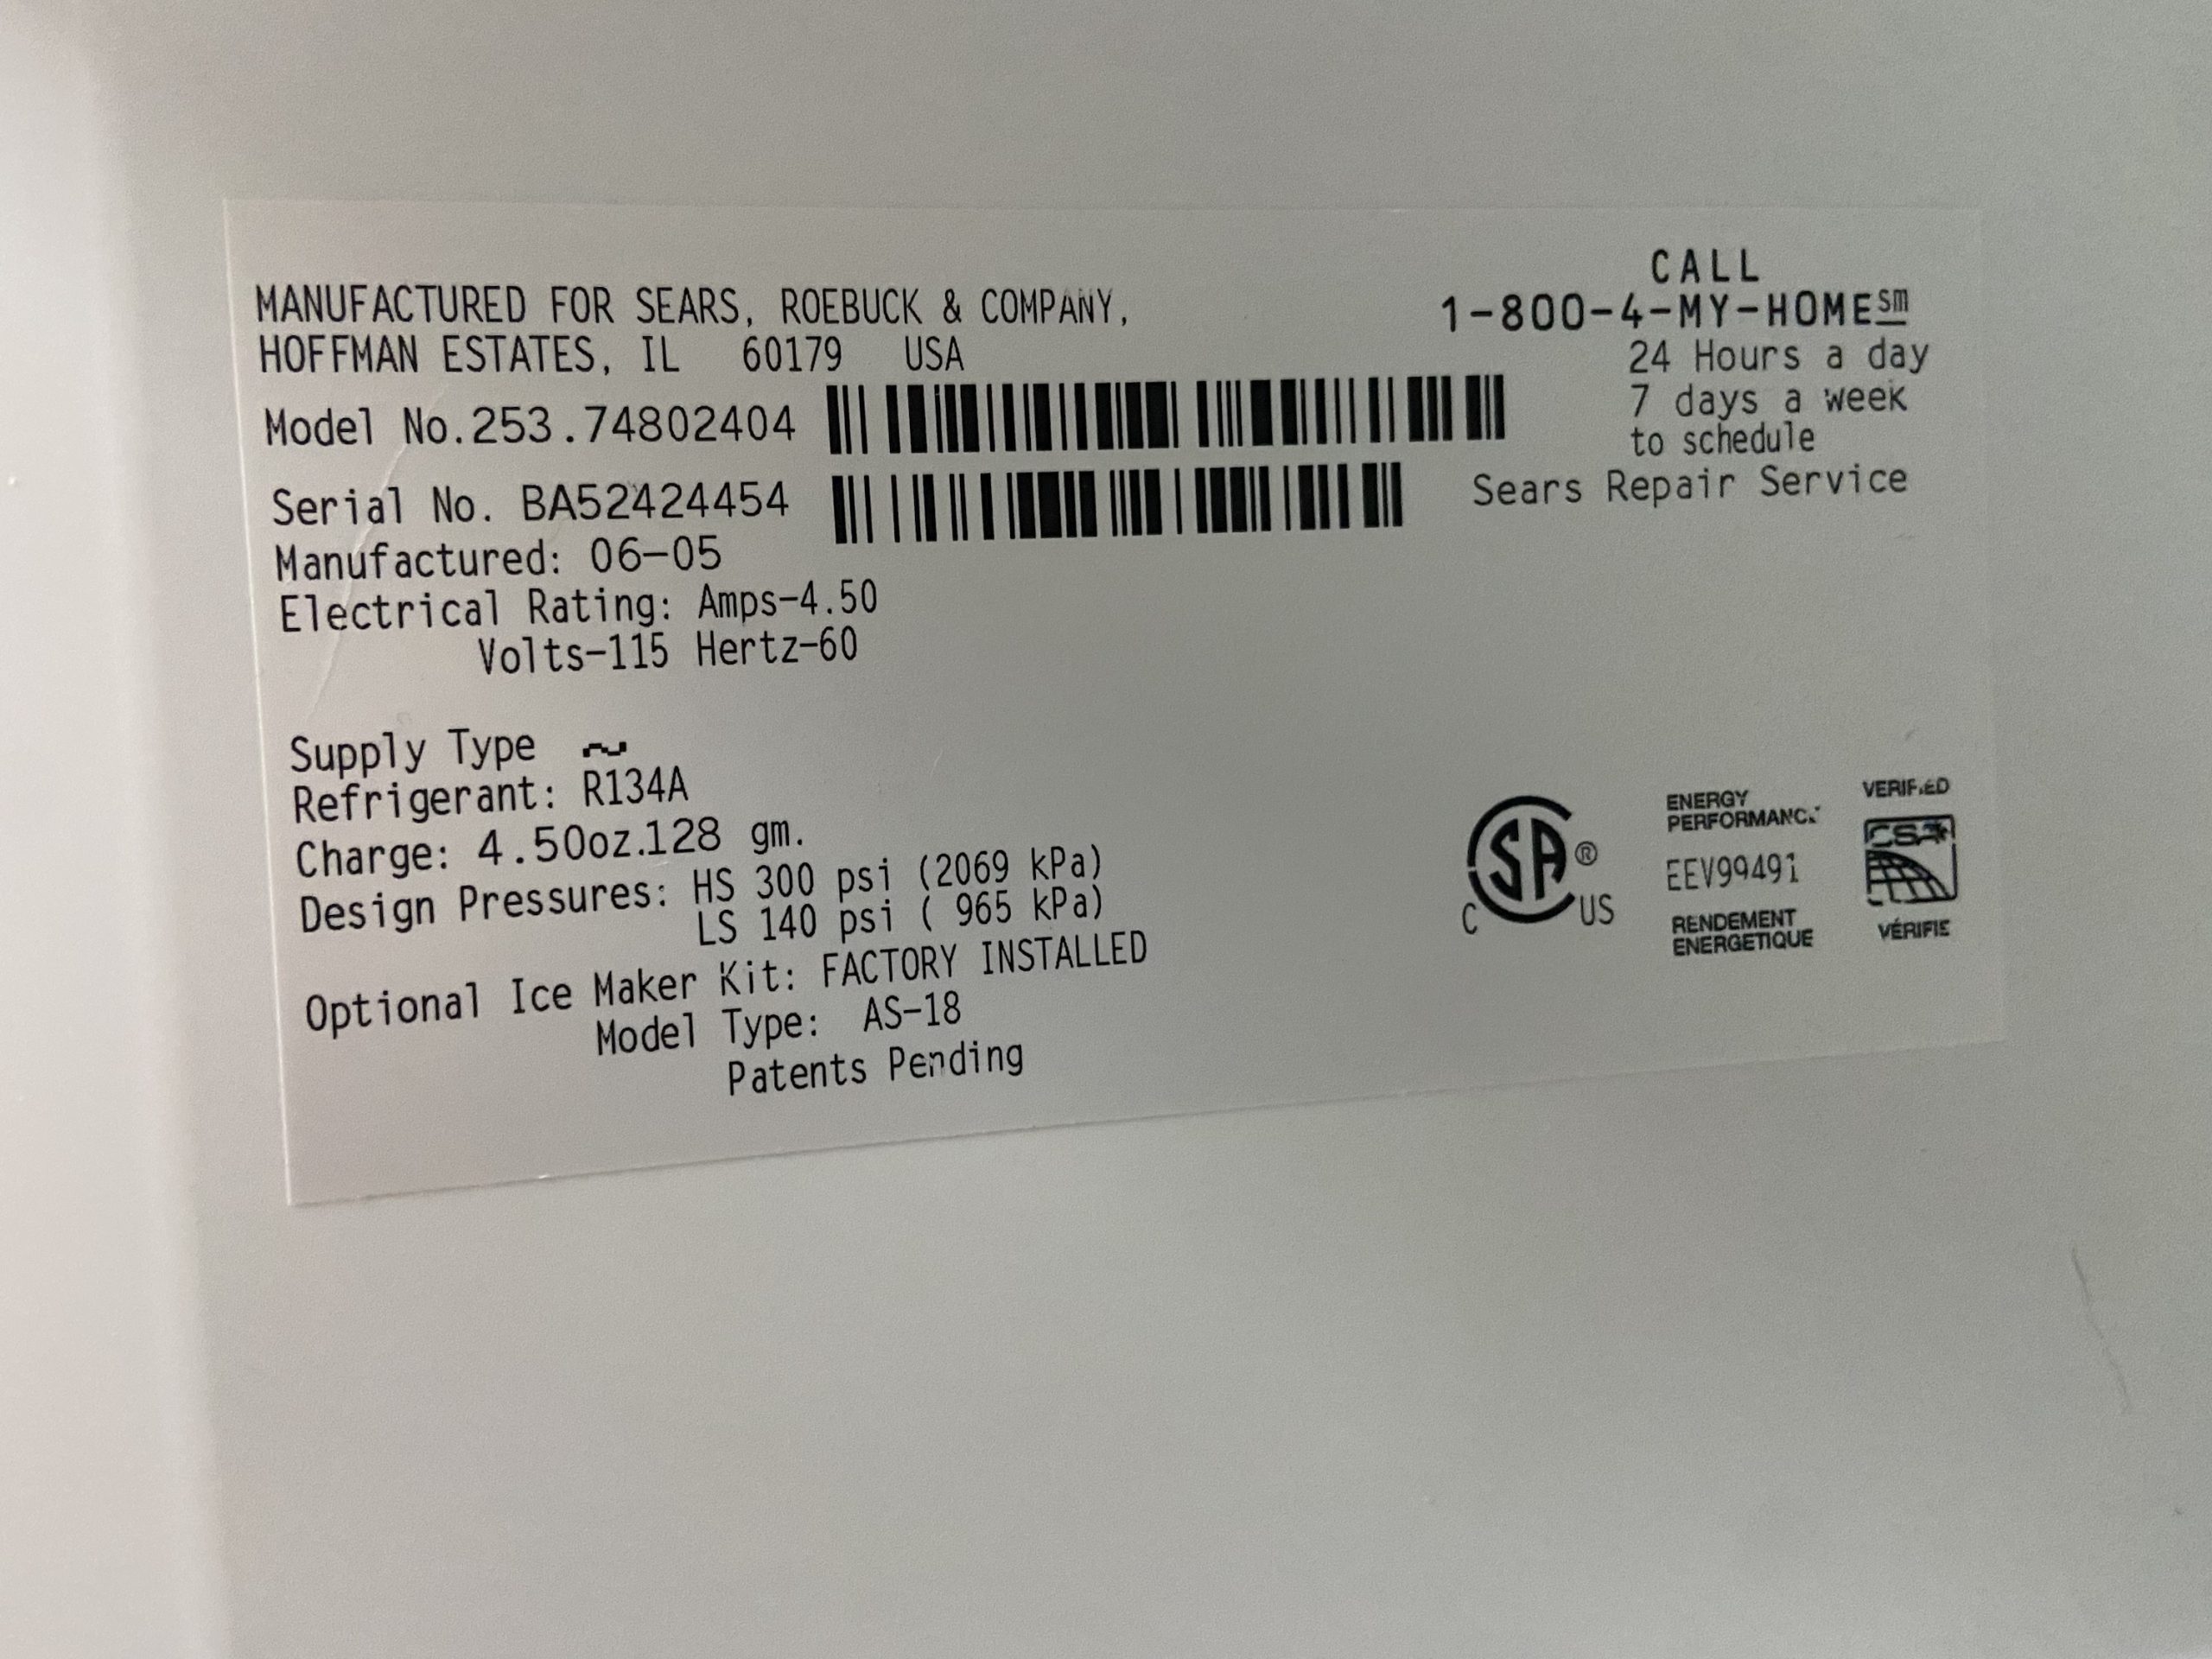 MANUFACTURED FOR SEARS, ROEBUCK & COMPANY,
HOFFMAN ESTATES, IL 60179 USA
Model No.253.74802404
Serial No. BA52424454
Manufactured: 06-05
Electrical Rating: Amps-4.50
Volts-115 Hertz-60
CALL
1-800-4-MY-HOME℠
24 Hours a day
7 days a week
to schedule
Sears Repair Service
Supply Type ~
Refrigerant: R134A
Charge: 4.50oz.128 gm.
Design Pressures: HS 300 psi (2069 kPa)
LS 140 psi ( 965 kPa)
Optional Ice Maker Kit: FACTORY INSTALLED
Model Type: AS-18
Patents Pending
C SA® US
ENERGY
PERFORMANCE
EEV99491
RENDEMENT
ENERGETIQUE
VERIFIED
CSA
VÉRIFIÉ